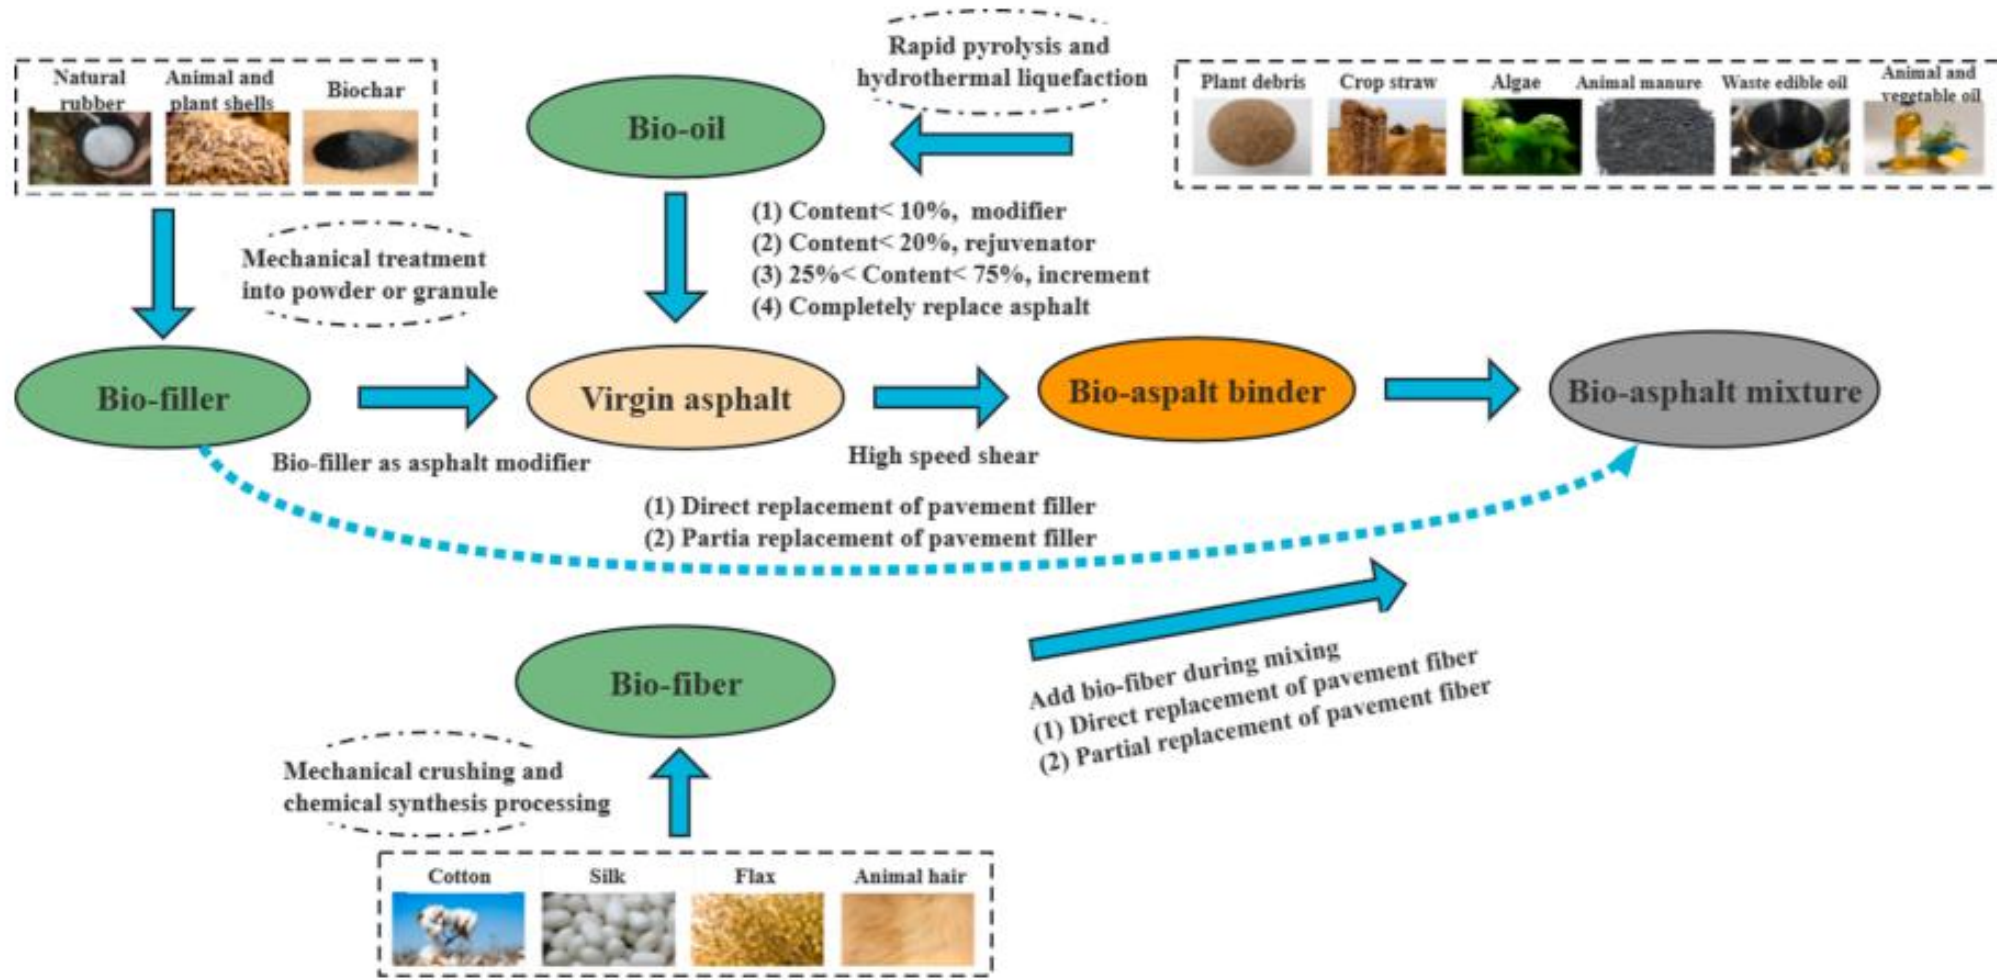 Rapid pyrolysis and
hydrothermal liquefaction
Natural
rubber
Animal and
plant shells
Biochar
Bio-oil
Plant debris
Crop straw
Algae
Animal manure
Waste edible oil
Animal and
vegetable oil
(1) Content< 10%, modifier
(2) Content< 20%, rejuvenator
(3) 25%< Content< 75%, increment
(4) Completely replace asphalt
Mechanical treatment
into powder or granule
Bio-filler
Virgin asphalt
Bio-aspalt binder
Bio-asphalt mixture
Bio-filler as asphalt modifier
High speed shear
(1) Direct replacement of pavement filler
(2) Partia replacement of pavement filler
Bio-fiber
Add bio-fiber during mixing
(1) Direct replacement of pavement fiber
(2) Partial replacement of pavement fiber
Mechanical crushing and
chemical synthesis processing
Cotton
Silk
Flax
Animal hair